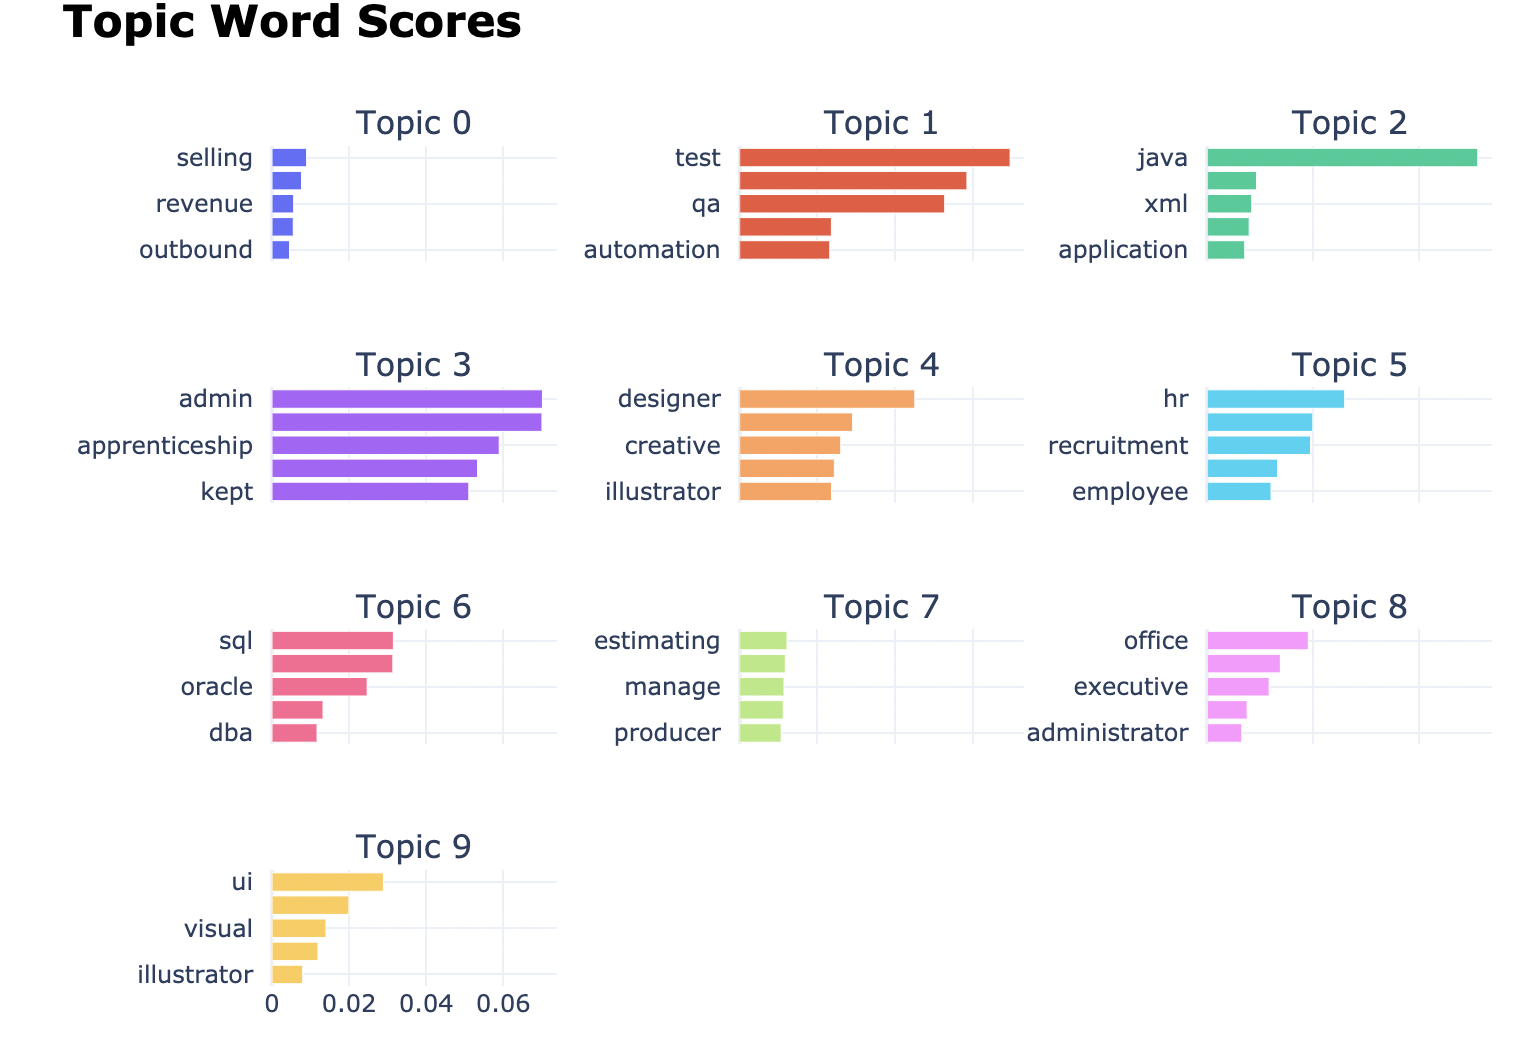 Topic Word Scores
Topic 0
selling
revenue
outbound
Topic 1
test
qa
automation
Topic 2
java
xml
application
Topic 3
admin
apprenticeship
kept
Topic 4
designer
creative
illustrator
Topic 5
hr
recruitment
employee
Topic 6
sql
oracle
dba
Topic 7
estimating
manage
producer
Topic 8
office
executive
administrator
Topic 9
ui
visual
illustrator
0 0.02 0.04 0.06